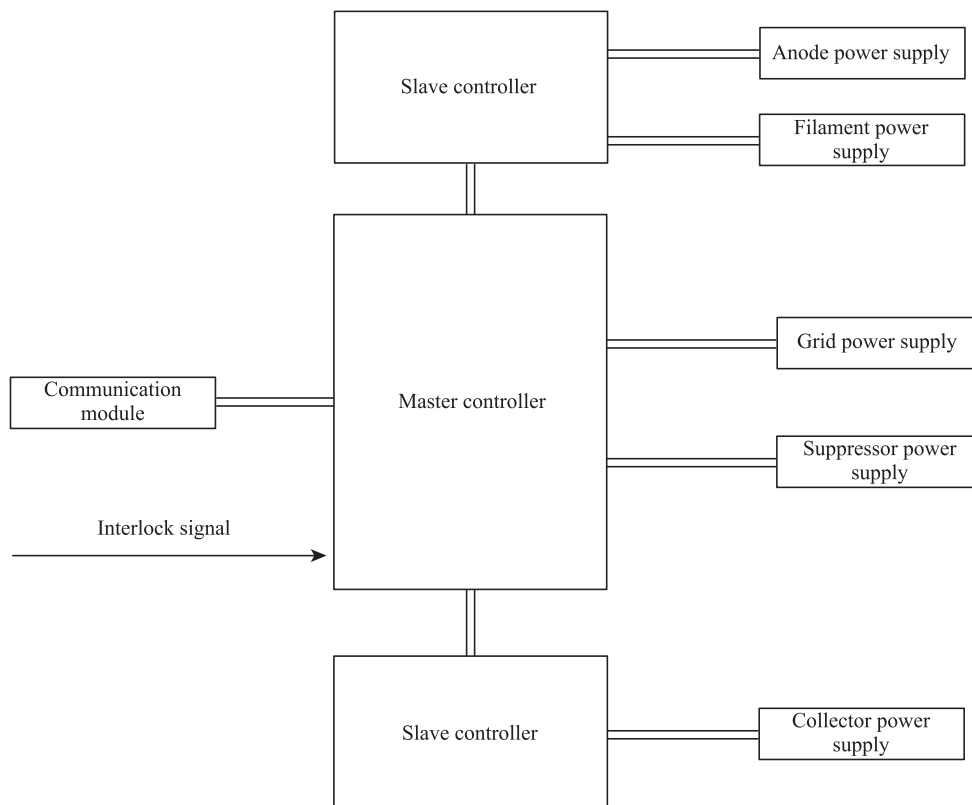 Slave controller
Anode power supply
Filament power
supply
Grid power supply
Communication
module
Master controller
Suppressor power
supply
Interlock signal
Slave controller
Collector power
supply